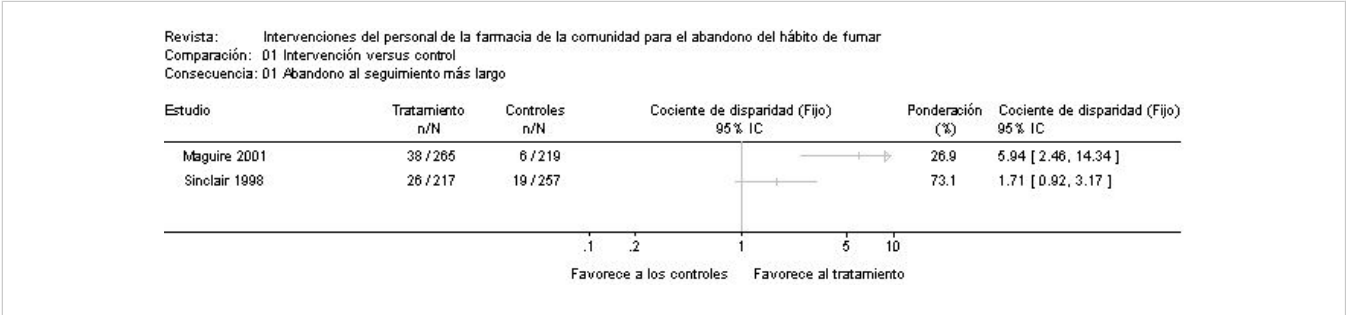 Revista: Intervenciones del personal de la farmacia de la comunidad para el abandono del hábito de fumar
Comparación: 01 Intervención versus control
Consecuencia: 01 Abandono al seguimiento más largo
Estudio Tratamiento Controles Cociente de disparidad (Fijo) Ponderación Cociente de disparidad (Fijo)
n/N n/N 95 % IC (%) 95 % IC
Maguire 2001 38 / 265 6 / 219 26.9 5.94 [ 2.46, 14.34 ]
Sinclair 1998 26 / 217 19 / 257 73.1 1.71 [ 0.92, 3.17 ]
.1 .2 1 5 10
Favorece a los controles Favorece al tratamiento